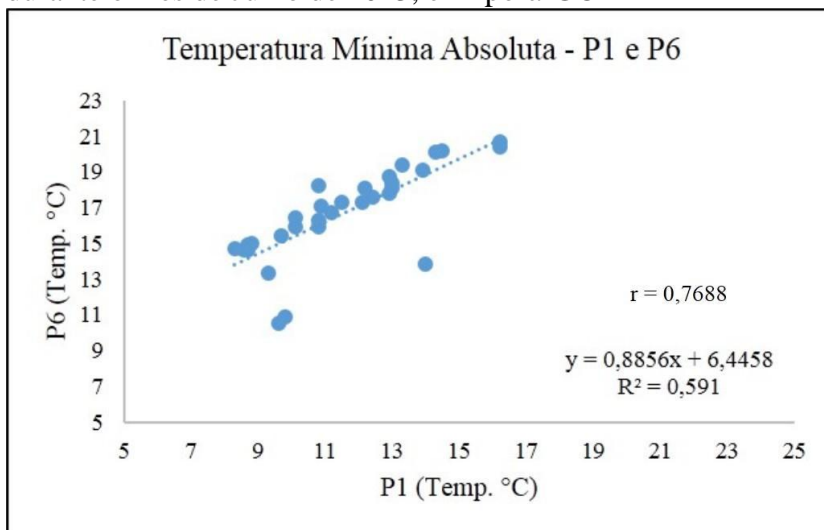 Temperatura Mínima Absoluta - P1 e P6
23
21
19
17
15
13
11
9
7
5
P6 (Temp. °C)
r = 0,7688
y = 0,8856x + 6,4458
R² = 0,591
5 7 9 11 13 15 17 19 21 23 25
P1 (Temp. °C)